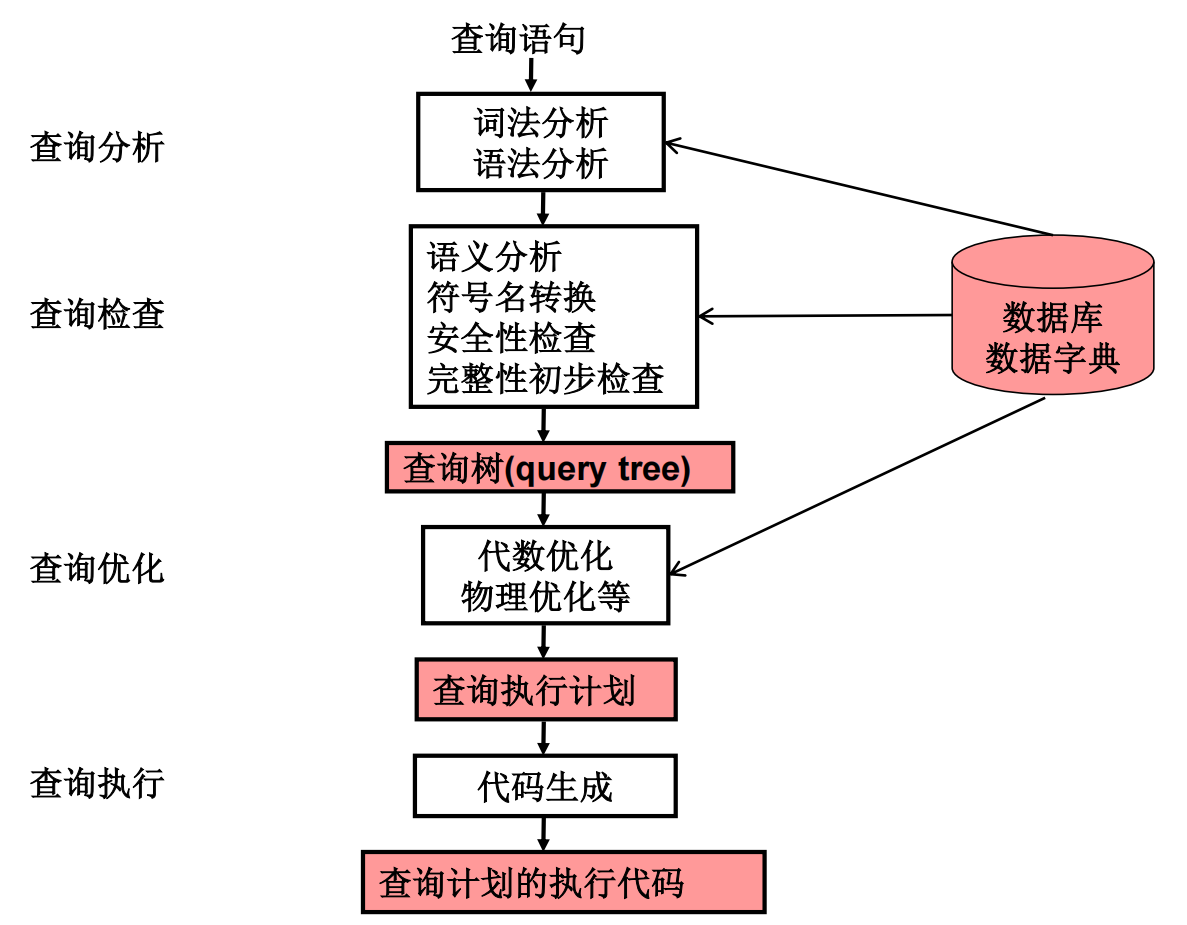 查询语句
查询分析
词法分析
语法分析
查询检查
语义分析
符号名转换
安全性检查
完整性初步检查
数据库
数据字典
查询树(query tree)
查询优化
代数优化
物理优化等
查询执行计划
查询执行
代码生成
查询计划的执行代码